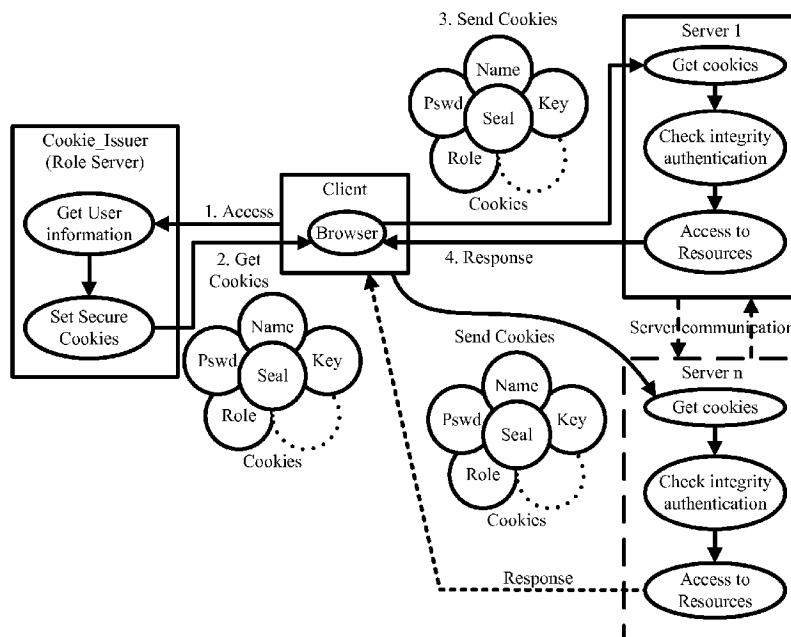 3. Send Cookies
Name
Pswd
Seal
Key
Role
Cookies
Server 1
Get cookies
Check integrity
authentication
Access to
Resources
Cookie_Issuer
(Role Server)
Get User
information
Set Secure
Cookies
1. Access
2. Get
Cookies
Client
Browser
4. Response
Name
Pswd
Seal
Key
Role
Cookies
Server communication
Send Cookies
Name
Pswd
Seal
Key
Role
Cookies
Server n
Get cookies
Check integrity
authentication
Access to
Resources
Response